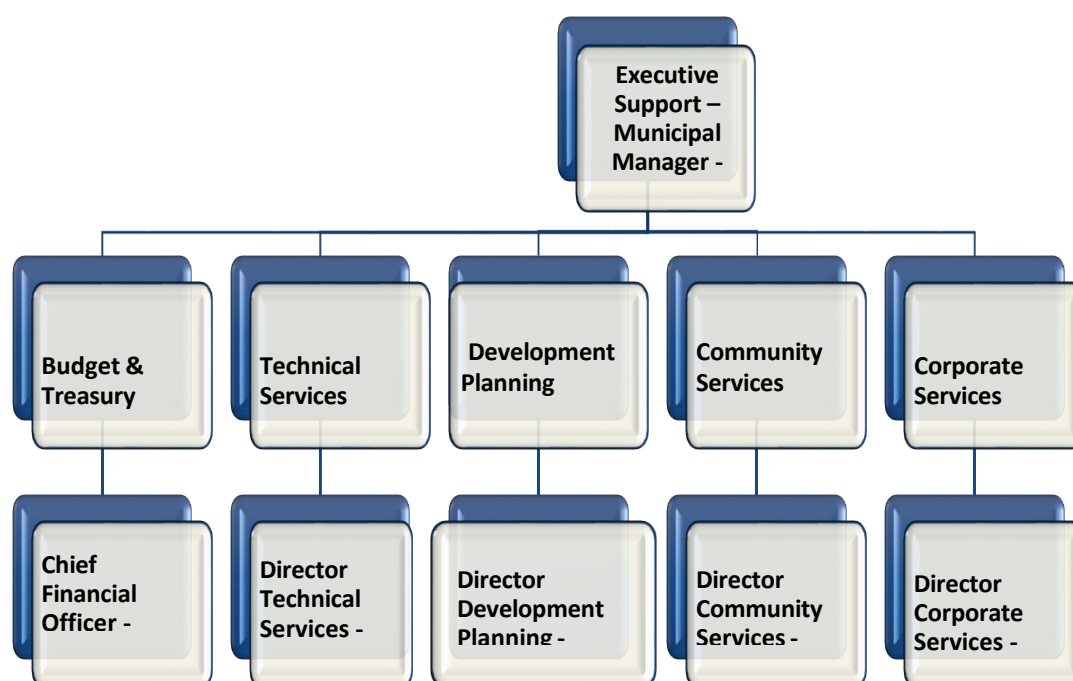 Executive
Support –
Municipal
Manager -
Budget &
Treasury
Technical
Services
Development
Planning
Community
Services
Corporate
Services
Chief
Financial
Officer -
Director
Technical
Services -
Director
Development
Planning -
Director
Community
Services -
Director
Corporate
Services -